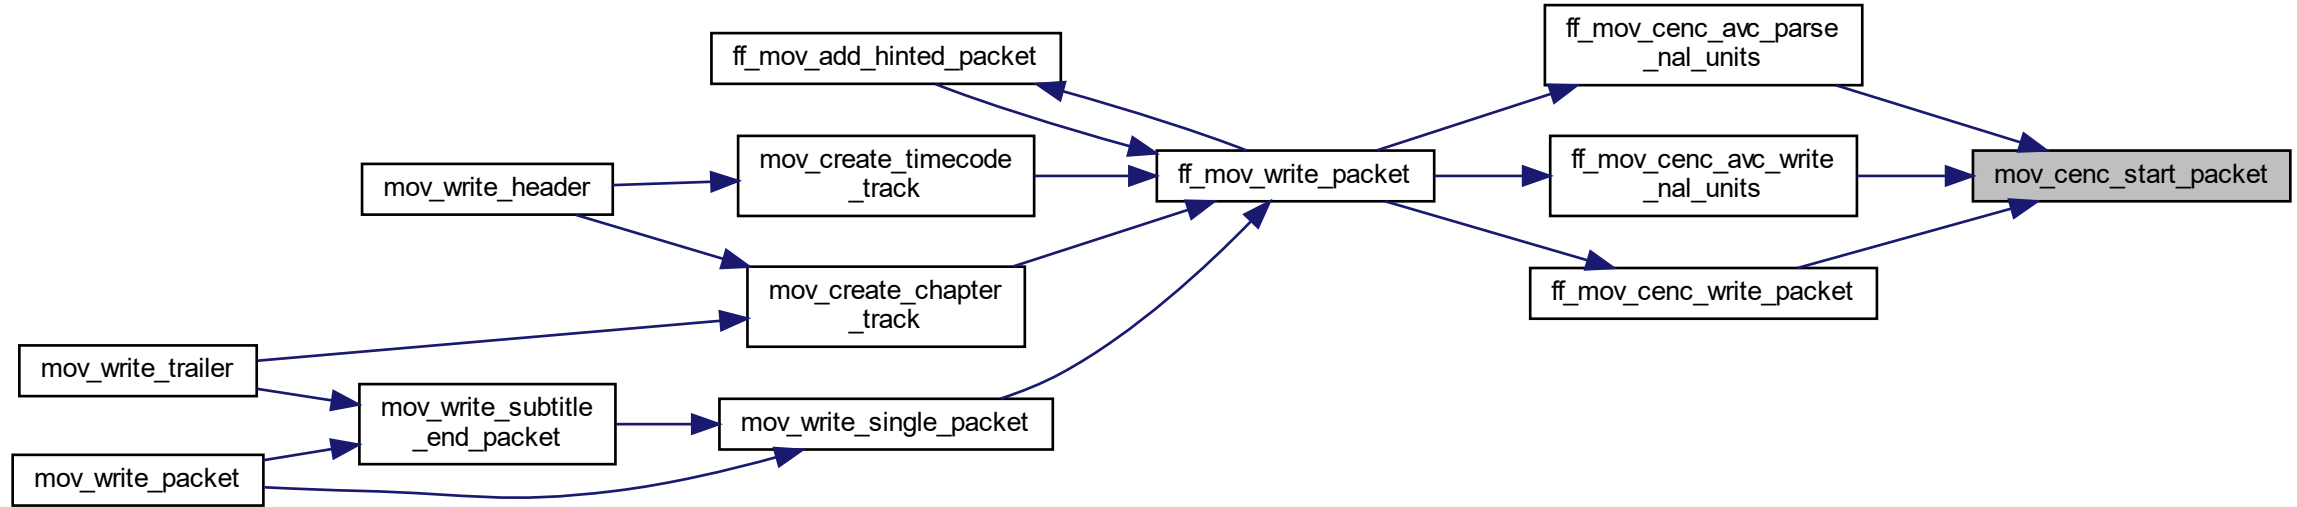 ff_mov_cenc_avc_parse
_nal_units
ff_mov_add_hinted_packet
mov_create_timecode
_track
ff_mov_cenc_avc_write
_nal_units
mov_write_header
ff_mov_write_packet
mov_cenc_start_packet
mov_create_chapter
_track
ff_mov_cenc_write_packet
mov_write_trailer
mov_write_subtitle
_end_packet
mov_write_single_packet
mov_write_packet